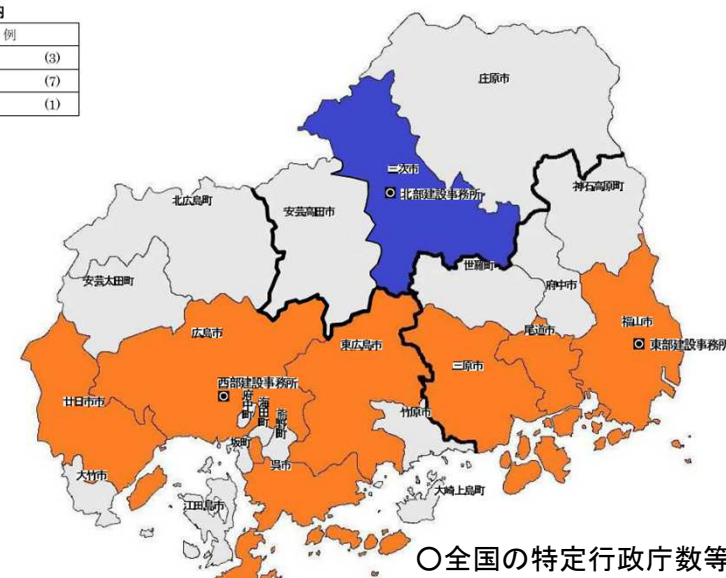 内
例
(3)
(7)
(1)
庄原市
三次市
北部建設事務所
神石高原町
北広島町
安芸高田市
世羅町
安芸太田町
府中市
広島市
東広島市
尾道市
福山市
東部建設事務所
三原市
西部建設事務所
廿日市市
府中町
海田町
熊野町
竹原市
坂町
呉市
大竹市
江田島市
大崎上島町
〇全国の特定行政庁数等